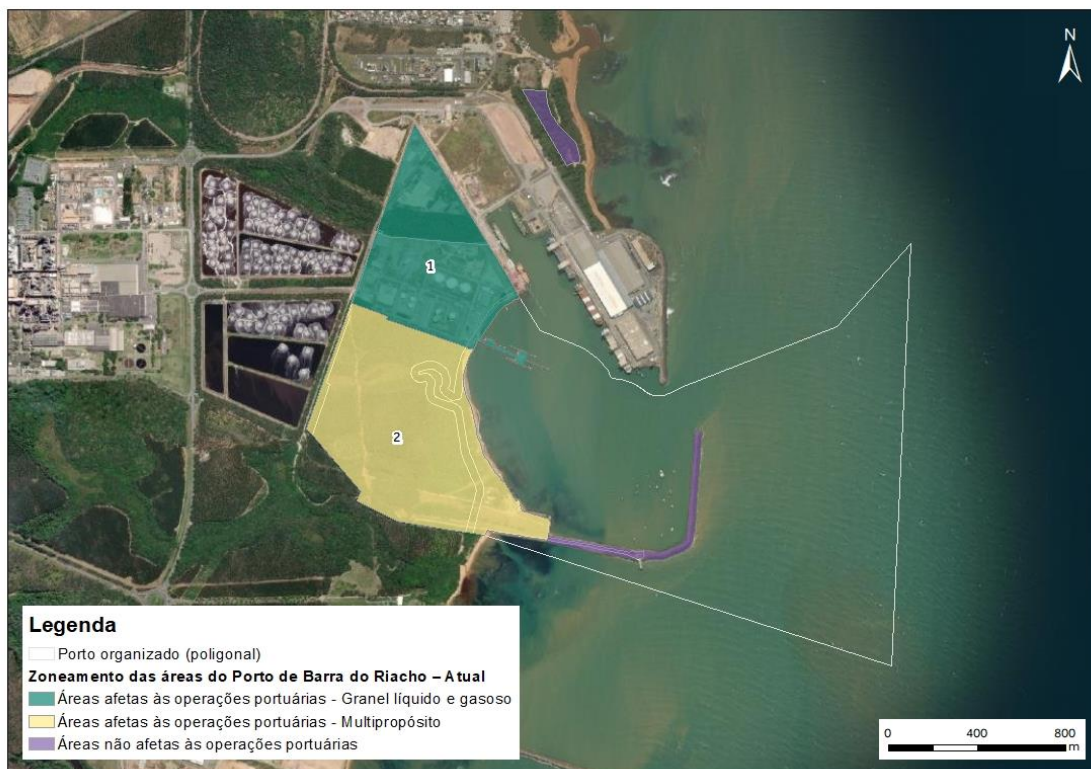 N
1
2
Legenda
Porto organizado (poligonal)
Zoneamento das áreas do Porto de Barra do Riacho – Atual
Áreas afetas às operações portuárias - Granel líquido e gasoso
Áreas afetas às operações portuárias - Multipropósito
Áreas não afetas às operações portuárias
0 400 800
m